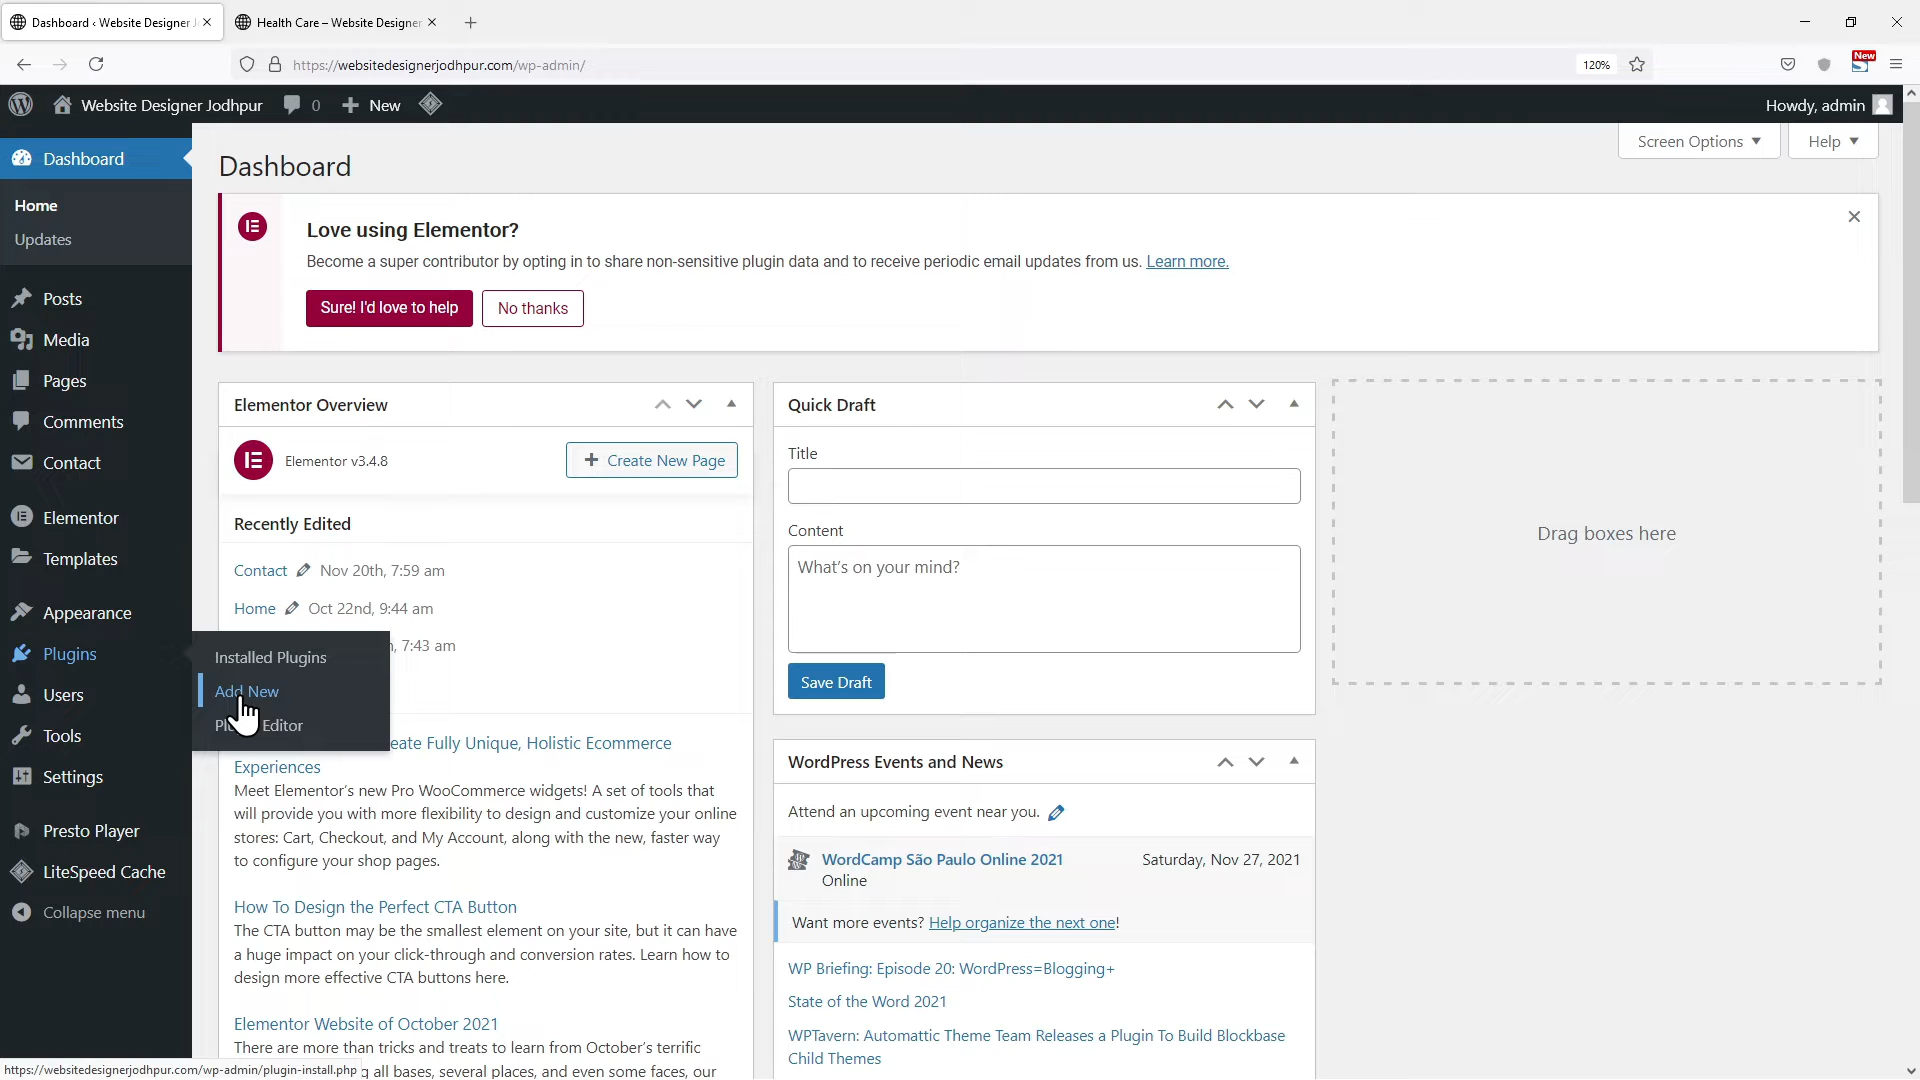 Dashboard ‹ Website Designer J
Health Care – Website Designer
https://websitedesignerjodhpur.com/wp-admin/
120%
New
Website Designer Jodhpur
0
New
Howdy, admin
Dashboard
Home
Updates
Posts
Media
Pages
Comments
Contact
Elementor
Templates
Appearance
Plugins
Users
Tools
Settings
Presto Player
LiteSpeed Cache
Collapse menu
Installed Plugins
Add New
Editor
Dashboard
Screen Options
Help
Love using Elementor?
Become a super contributor by opting in to share non-sensitive plugin data and to receive periodic email updates from us. Learn more.
Sure! I'd love to help
No thanks
Elementor Overview
Elementor v3.4.8
Create New Page
Recently Edited
Contact Nov 20th, 7:59 am
Home Oct 22nd, 9:44 am
, 7:43 am
eate Fully Unique, Holistic Ecommerce
Experiences
Meet Elementor's new Pro WooCommerce widgets! A set of tools that
will provide you with more flexibility to design and customize your online
stores: Cart, Checkout, and My Account, along with the new, faster way
to configure your shop pages.
How To Design the Perfect CTA Button
The CTA button may be the smallest element on your site, but it can have
a huge impact on your click-through and conversion rates. Learn how to
design more effective CTA buttons here.
Elementor Website of October 2021
There are more than tricks and treats to learn from October's terrific
g all bases, several places, and even some faces, our
Quick Draft
Title
Content
What's on your mind?
Save Draft
WordPress Events and News
Attend an upcoming event near you.
WordCamp São Paulo Online 2021
Saturday, Nov 27, 2021
Online
Want more events? Help organize the next one!
WP Briefing: Episode 20: WordPress=Blogging+
State of the Word 2021
WPTavern: Automattic Theme Team Releases a Plugin To Build Blockbase
Child Themes
Drag boxes here
https://websitedesignerjodhpur.com/wp-admin/plugin-install.php